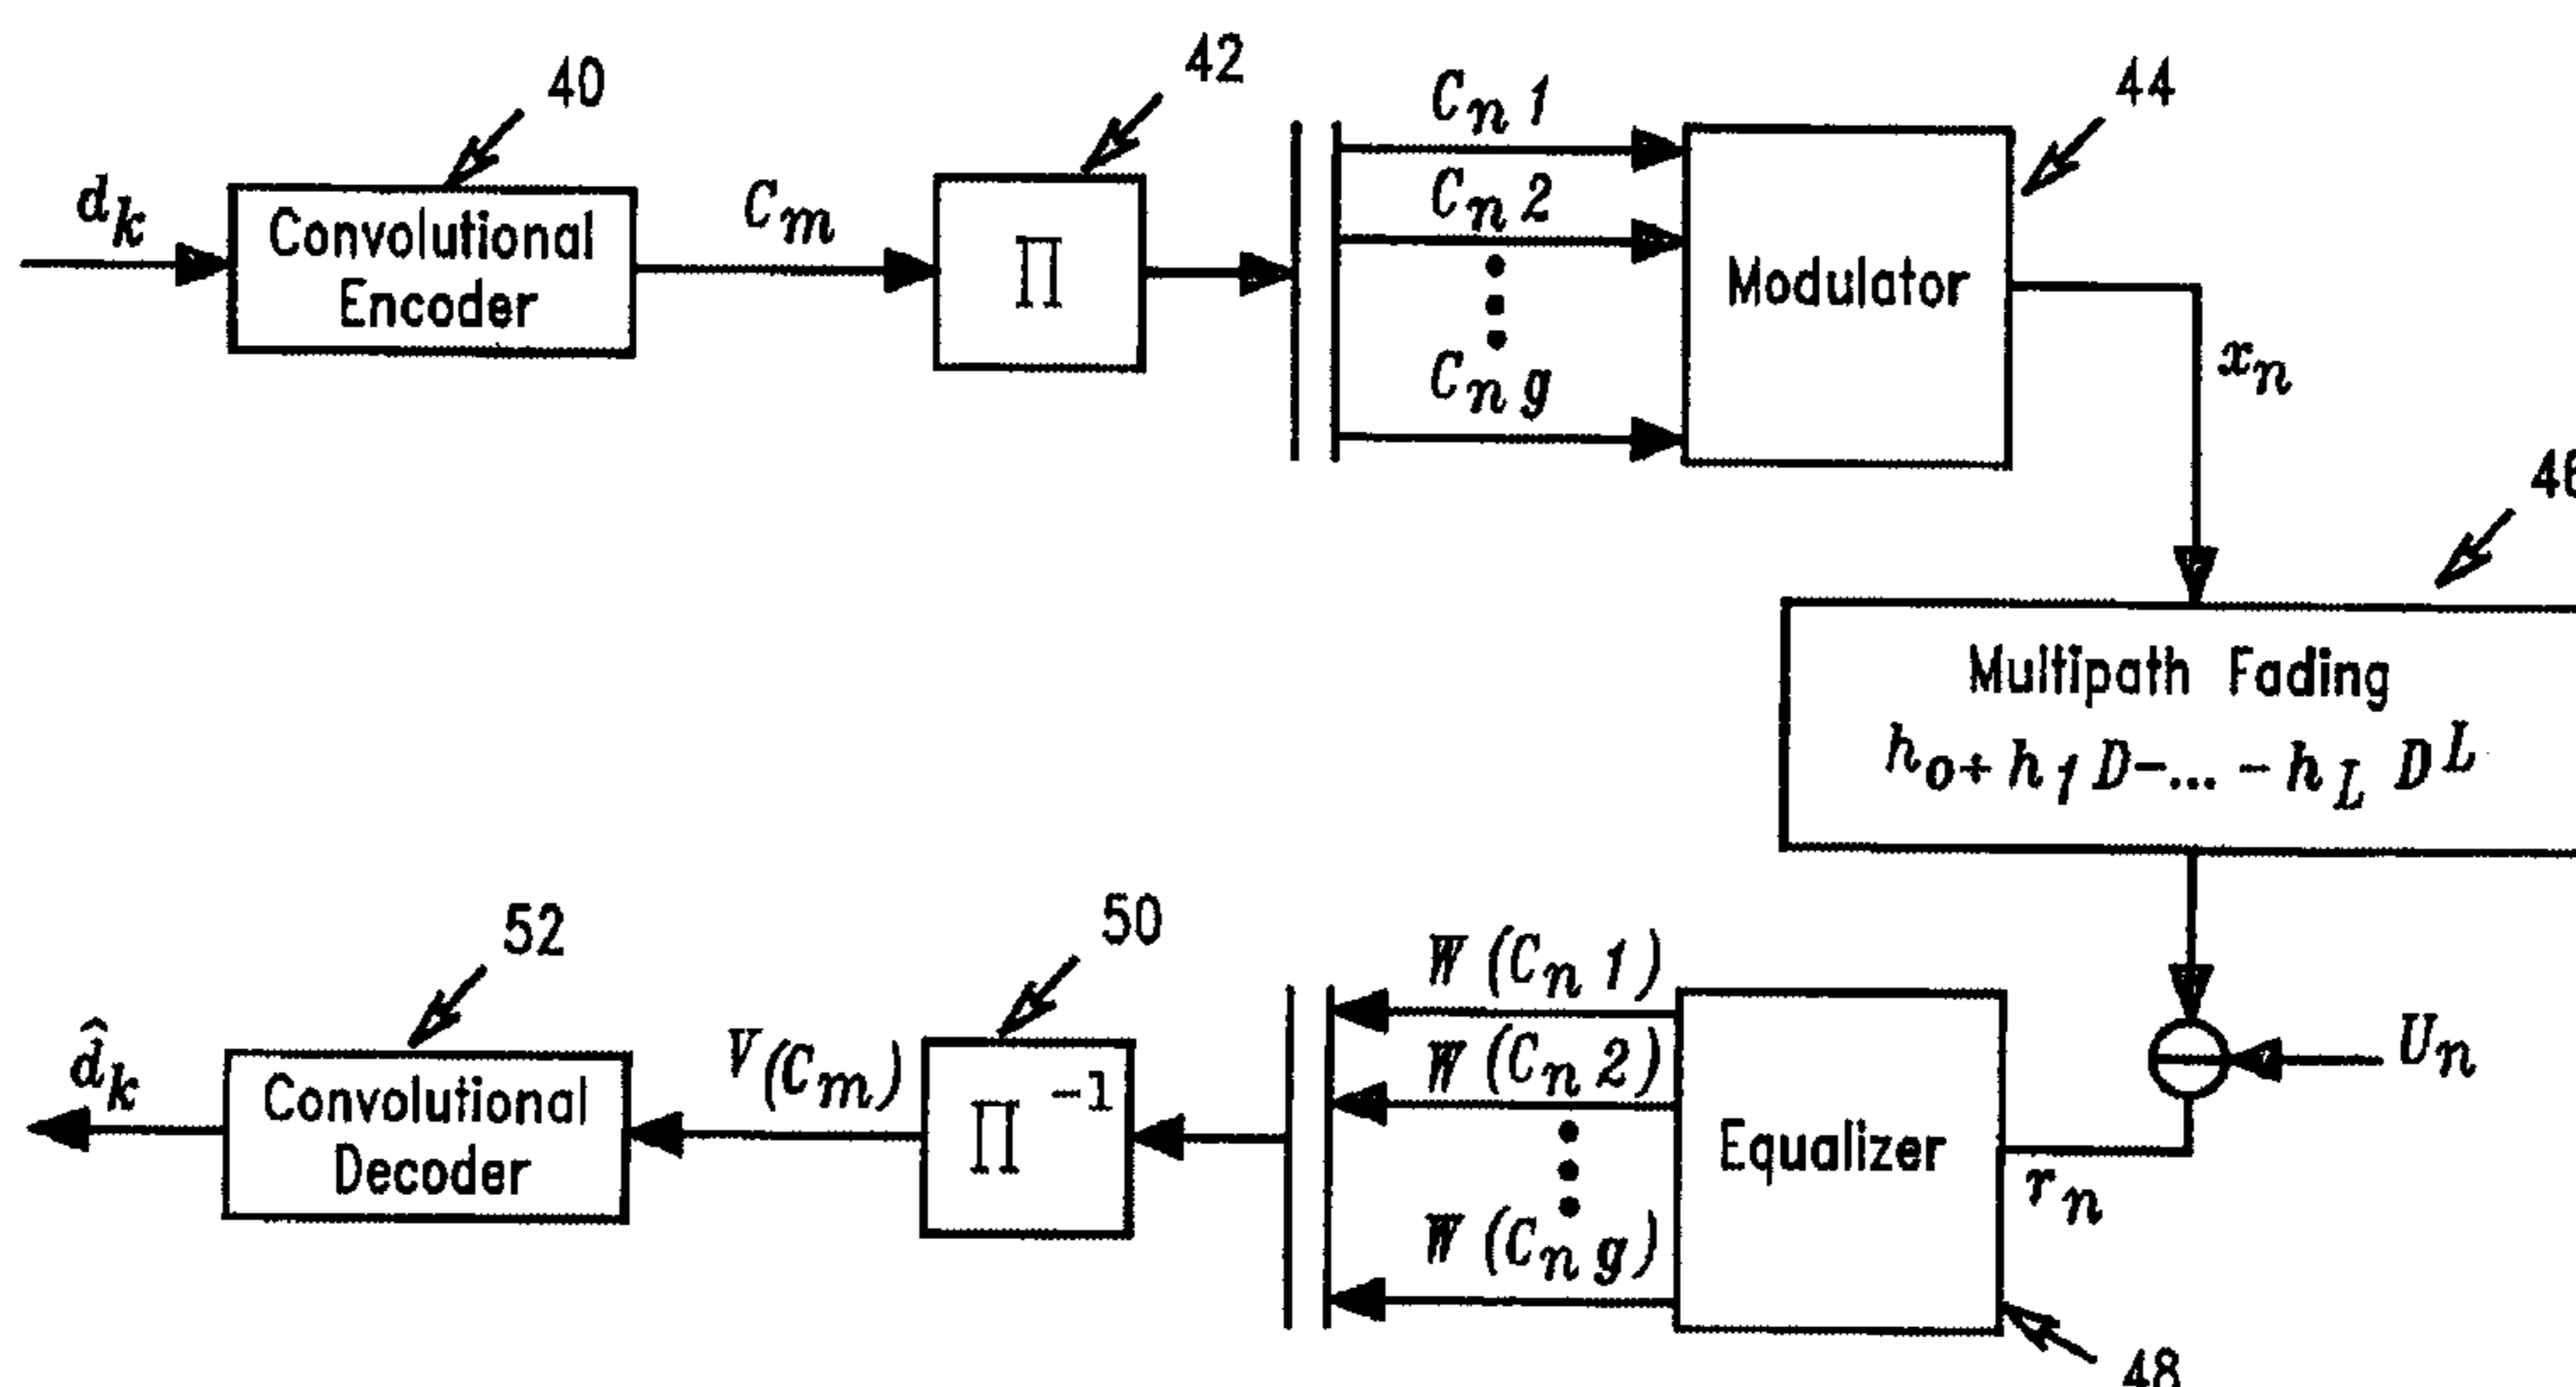 40
42
44
d_k
Convolutional
Encoder
C_m
Π
C_n 1
C_n 2
C_n g
Modulator
x_n
Multipath Fading
h_0+ h_1 D-...-h_L D^L
52
50
d̂_k
Convolutional
Decoder
V(C_m)
Π^-1
W(C_n 1)
W(C_n 2)
W(C_n g)
Equalizer
r_n
U_n
48